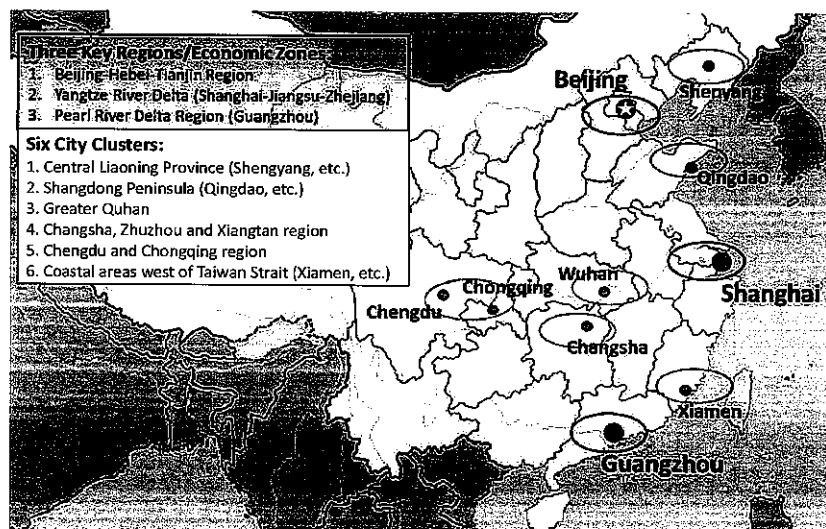 Three Key Regions/Economic Zones:
1. Beijing-Hebei-Tianjin Region
2. Yangtze River Delta (Shanghai-Jiangsu-Zhejiang)
3. Pearl River Delta Region (Guangzhou)
Six City Clusters:
1. Central Liaoning Province (Shengyang, etc.)
2. Shangdong Peninsula (Qingdao, etc.)
3. Greater Quhan
4. Changsha, Zhuzhou and Xiangtan region
5. Chengdu and Chongqing region
6. Coastal areas west of Taiwan Strait (Xiamen, etc.)
Beijing
Shenyang
Qingdao
Shanghai
Wuhan
Chongqing
Chengdu
Changsha
Xiamen
Guangzhou